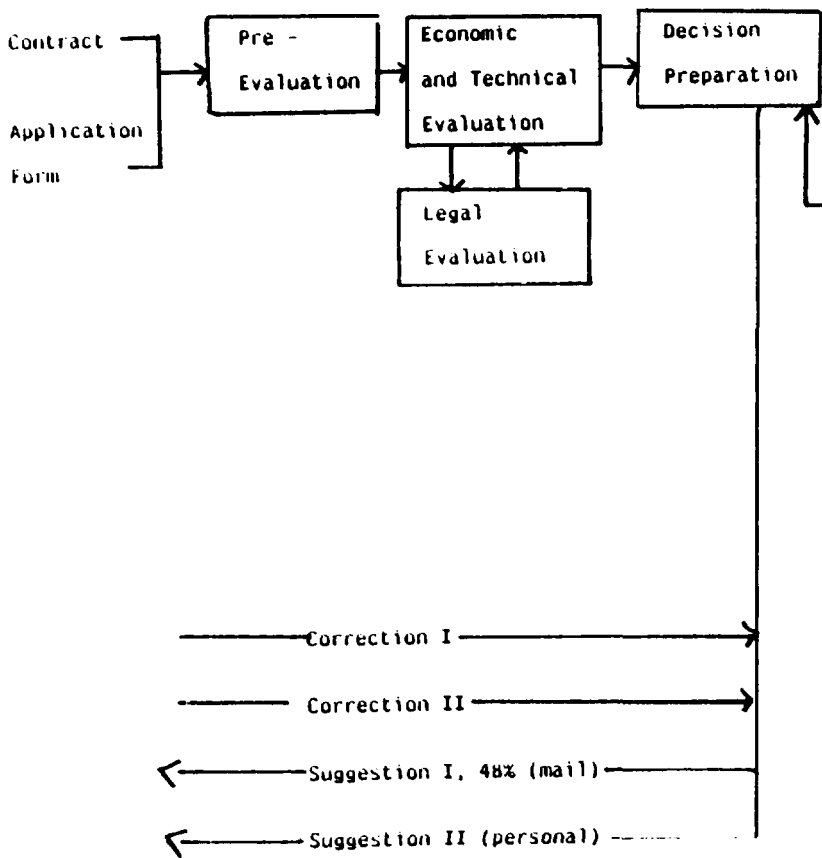 Contract
Application
Form
Pre -
Evaluation
Economic
and Technical
Evaluation
Legal
Evaluation
Decision
Preparation
Correction I
Correction II
Suggestion I, 48% (mail)
Suggestion II (personal)